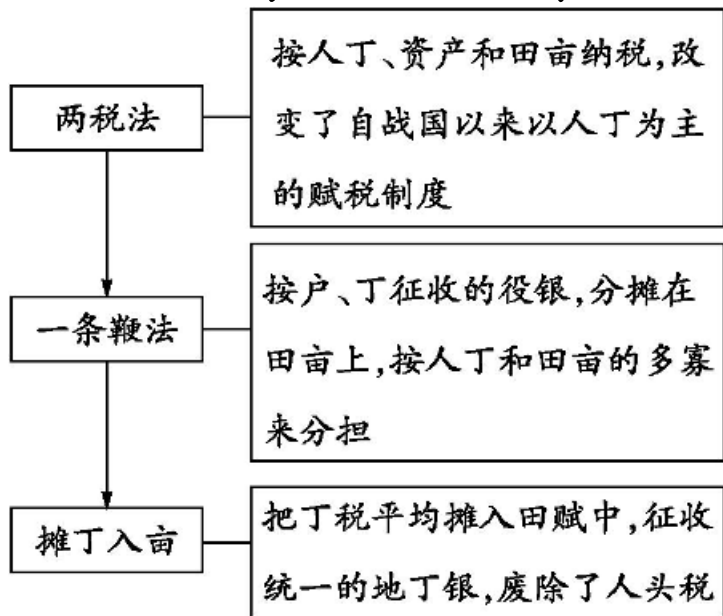 两税法
按人丁、资产和田亩纳税,改
变了自战国以来以人丁为主
的赋税制度
一条鞭法
按户、丁征收的役银,分摊在
田亩上,按人丁和田亩的多寡
来分担
摊丁入亩
把丁税平均摊入田赋中,征收
统一的地丁银,废除了人头税